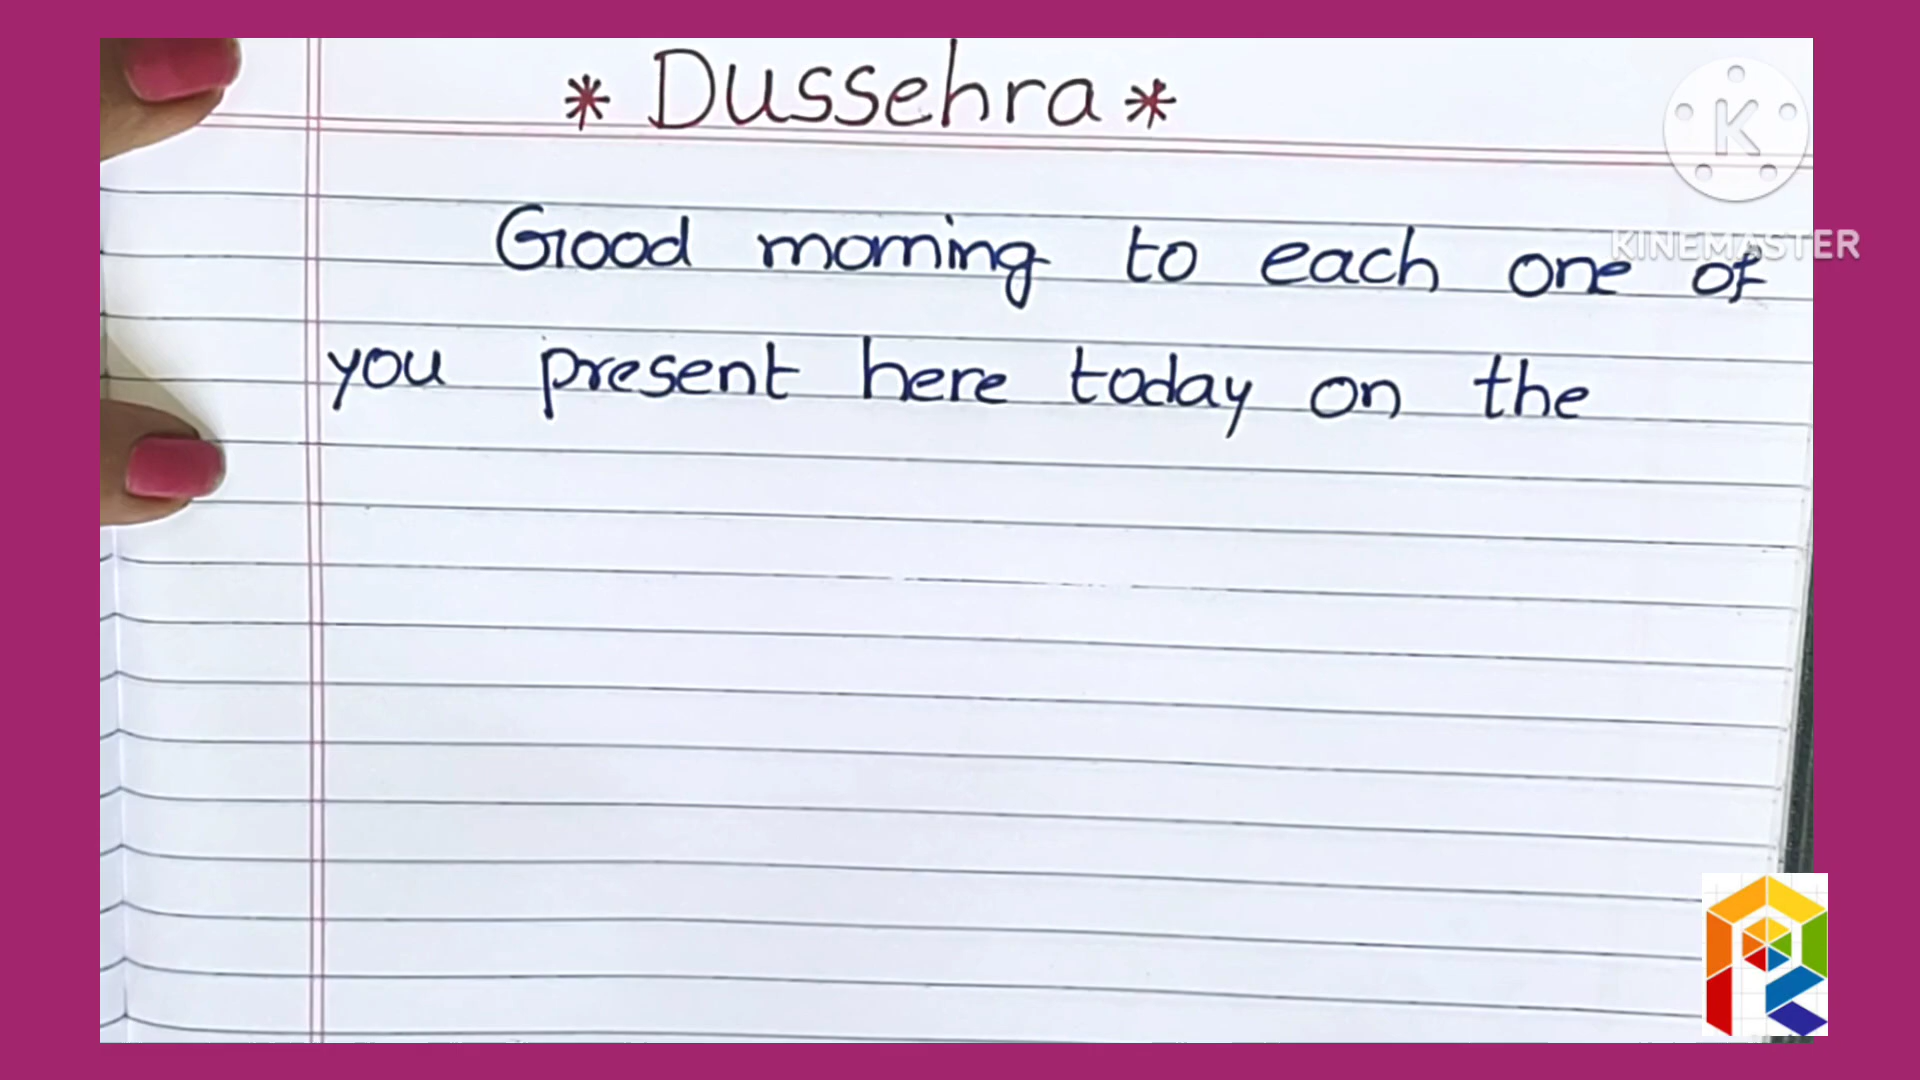 * Dussehra *
Good morning to each one of
you present here today on the
K
KINEMASTER